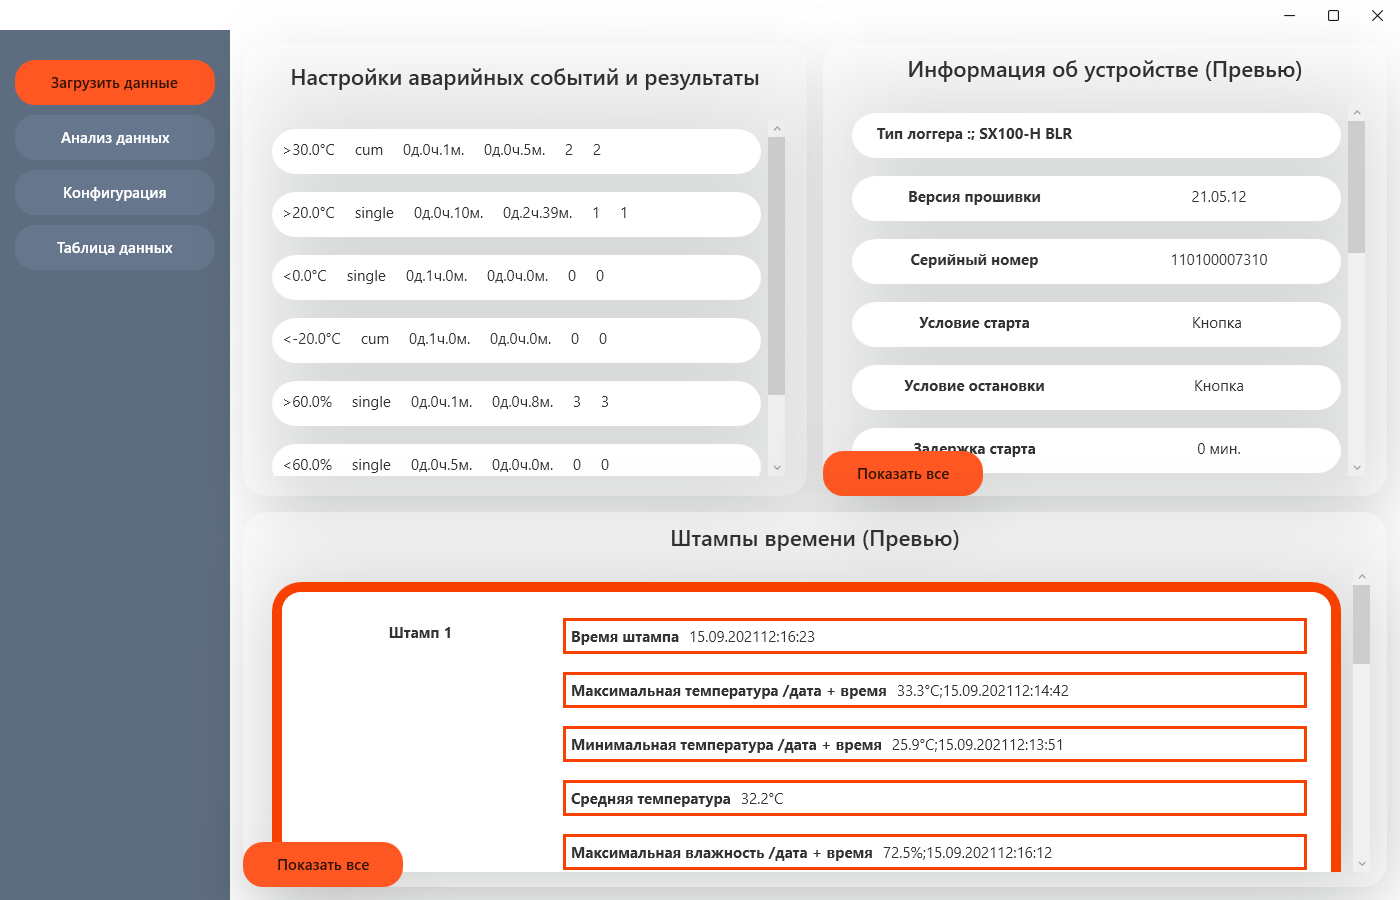 Загрузить данные
Анализ данных
Конфигурация
Таблица данных
Настройки аварийных событий и результаты
>30.0°C cum 0д.0ч.1м. 0д.0ч.5м. 2 2
>20.0°C single 0д.0ч.10м. 0д.2ч.39м. 1 1
<0.0°C single 0д.1ч.0м. 0д.0ч.0м. 0 0
<-20.0°C cum 0д.1ч.0м. 0д.0ч.0м. 0 0
>60.0% single 0д.0ч.1м. 0д.0ч.8м. 3 3
<60.0% single 0д.0ч.5м. 0д.0ч.0м. 0 0
Информация об устройстве (Превью)
Тип логгера :; SX100-H BLR
Версия прошивки 21.05.12
Серийный номер 110100007310
Условие старта Кнопка
Условие остановки Кнопка
Задержка старта 0 мин.
Показать все
Штампы времени (Превью)
Штамп 1
Время штампа 15.09.202112:16:23
Максимальная температура /дата + время 33.3°C;15.09.202112:14:42
Минимальная температура /дата + время 25.9°C;15.09.202112:13:51
Средняя температура 32.2°C
Максимальная влажность /дата + время 72.5%;15.09.202112:16:12
Показать все